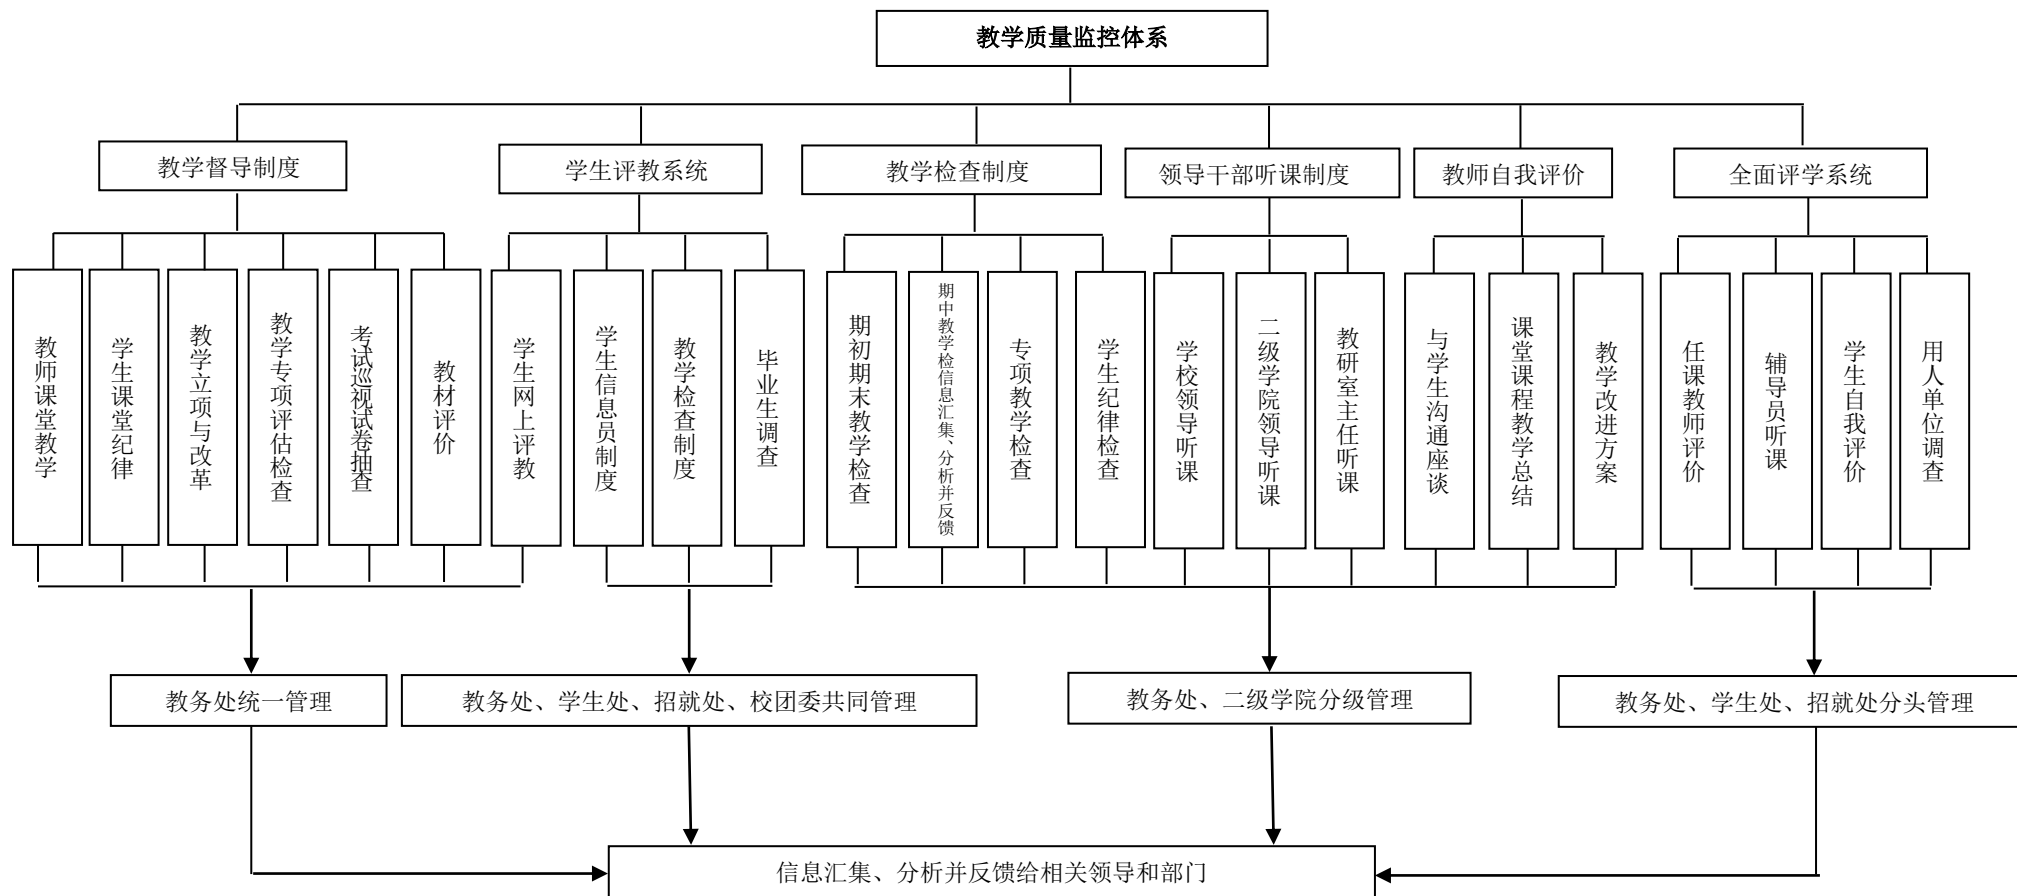 教学质量监控体系
教学督导制度
学生评教系统
教学检查制度
领导干部听课制度
教师自我评价
全面评学系统
教师课堂教学
学生课堂纪律
教学立项与改革
教学专项评估检查
考试巡视试卷抽查
教材评价
学生网上评教
学生信息员制度
教学检查制度
毕业生调查
期初期末教学检查
期中教学检信息汇集、分析并反馈
专项教学检查
学生纪律检查
学校领导听课
二级学院领导听课
教研室主任听课
与学生沟通座谈
课堂课程教学总结
教学改进方案
任课教师评价
辅导员听课
学生自我评价
用人单位调查
教务处统一管理
教务处、学生处、招就处、校团委共同管理
教务处、二级学院分级管理
教务处、学生处、招就处分头管理
信息汇集、分析并反馈给相关领导和部门